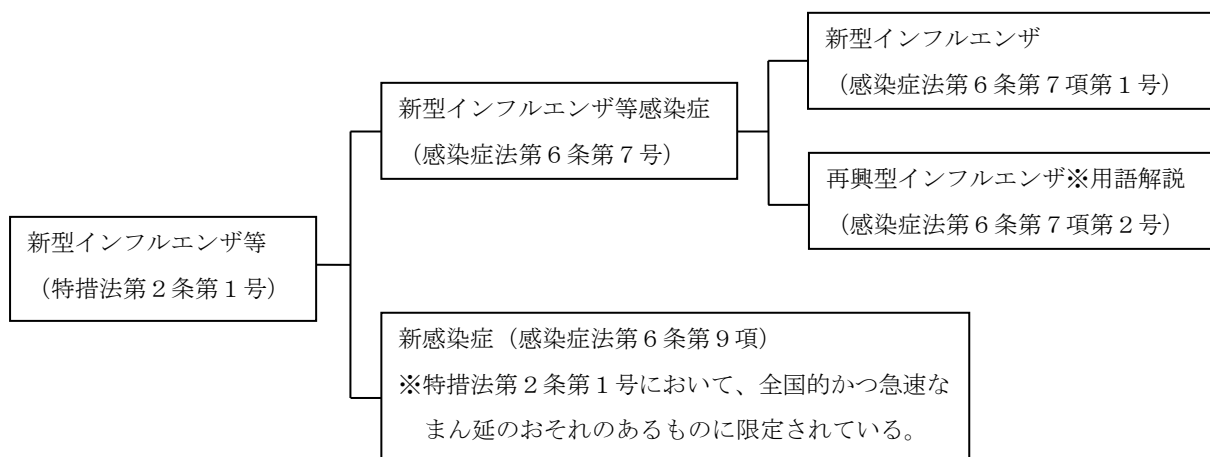 新型インフルエンザ
（感染症法第６条第７項第１号）
新型インフルエンザ等感染症
（感染症法第６条第７号）
再興型インフルエンザ※用語解説
（感染症法第６条第７項第２号）
新型インフルエンザ等
（特措法第２条第１号）
新感染症（感染症法第６条第９項）
※特措法第２条第１号において、全国的かつ急速な
まん延のおそれのあるものに限定されている。